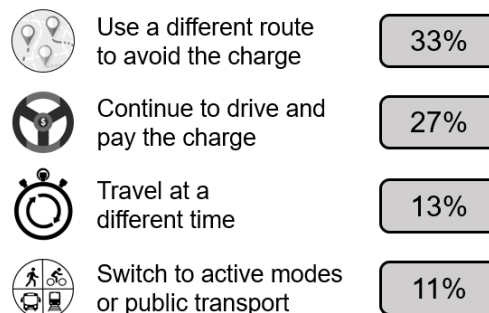 Use a different route
to avoid the charge
33%
Continue to drive and
pay the charge
27%
$
Travel at a
different time
13%
Switch to active modes
or public transport
11%